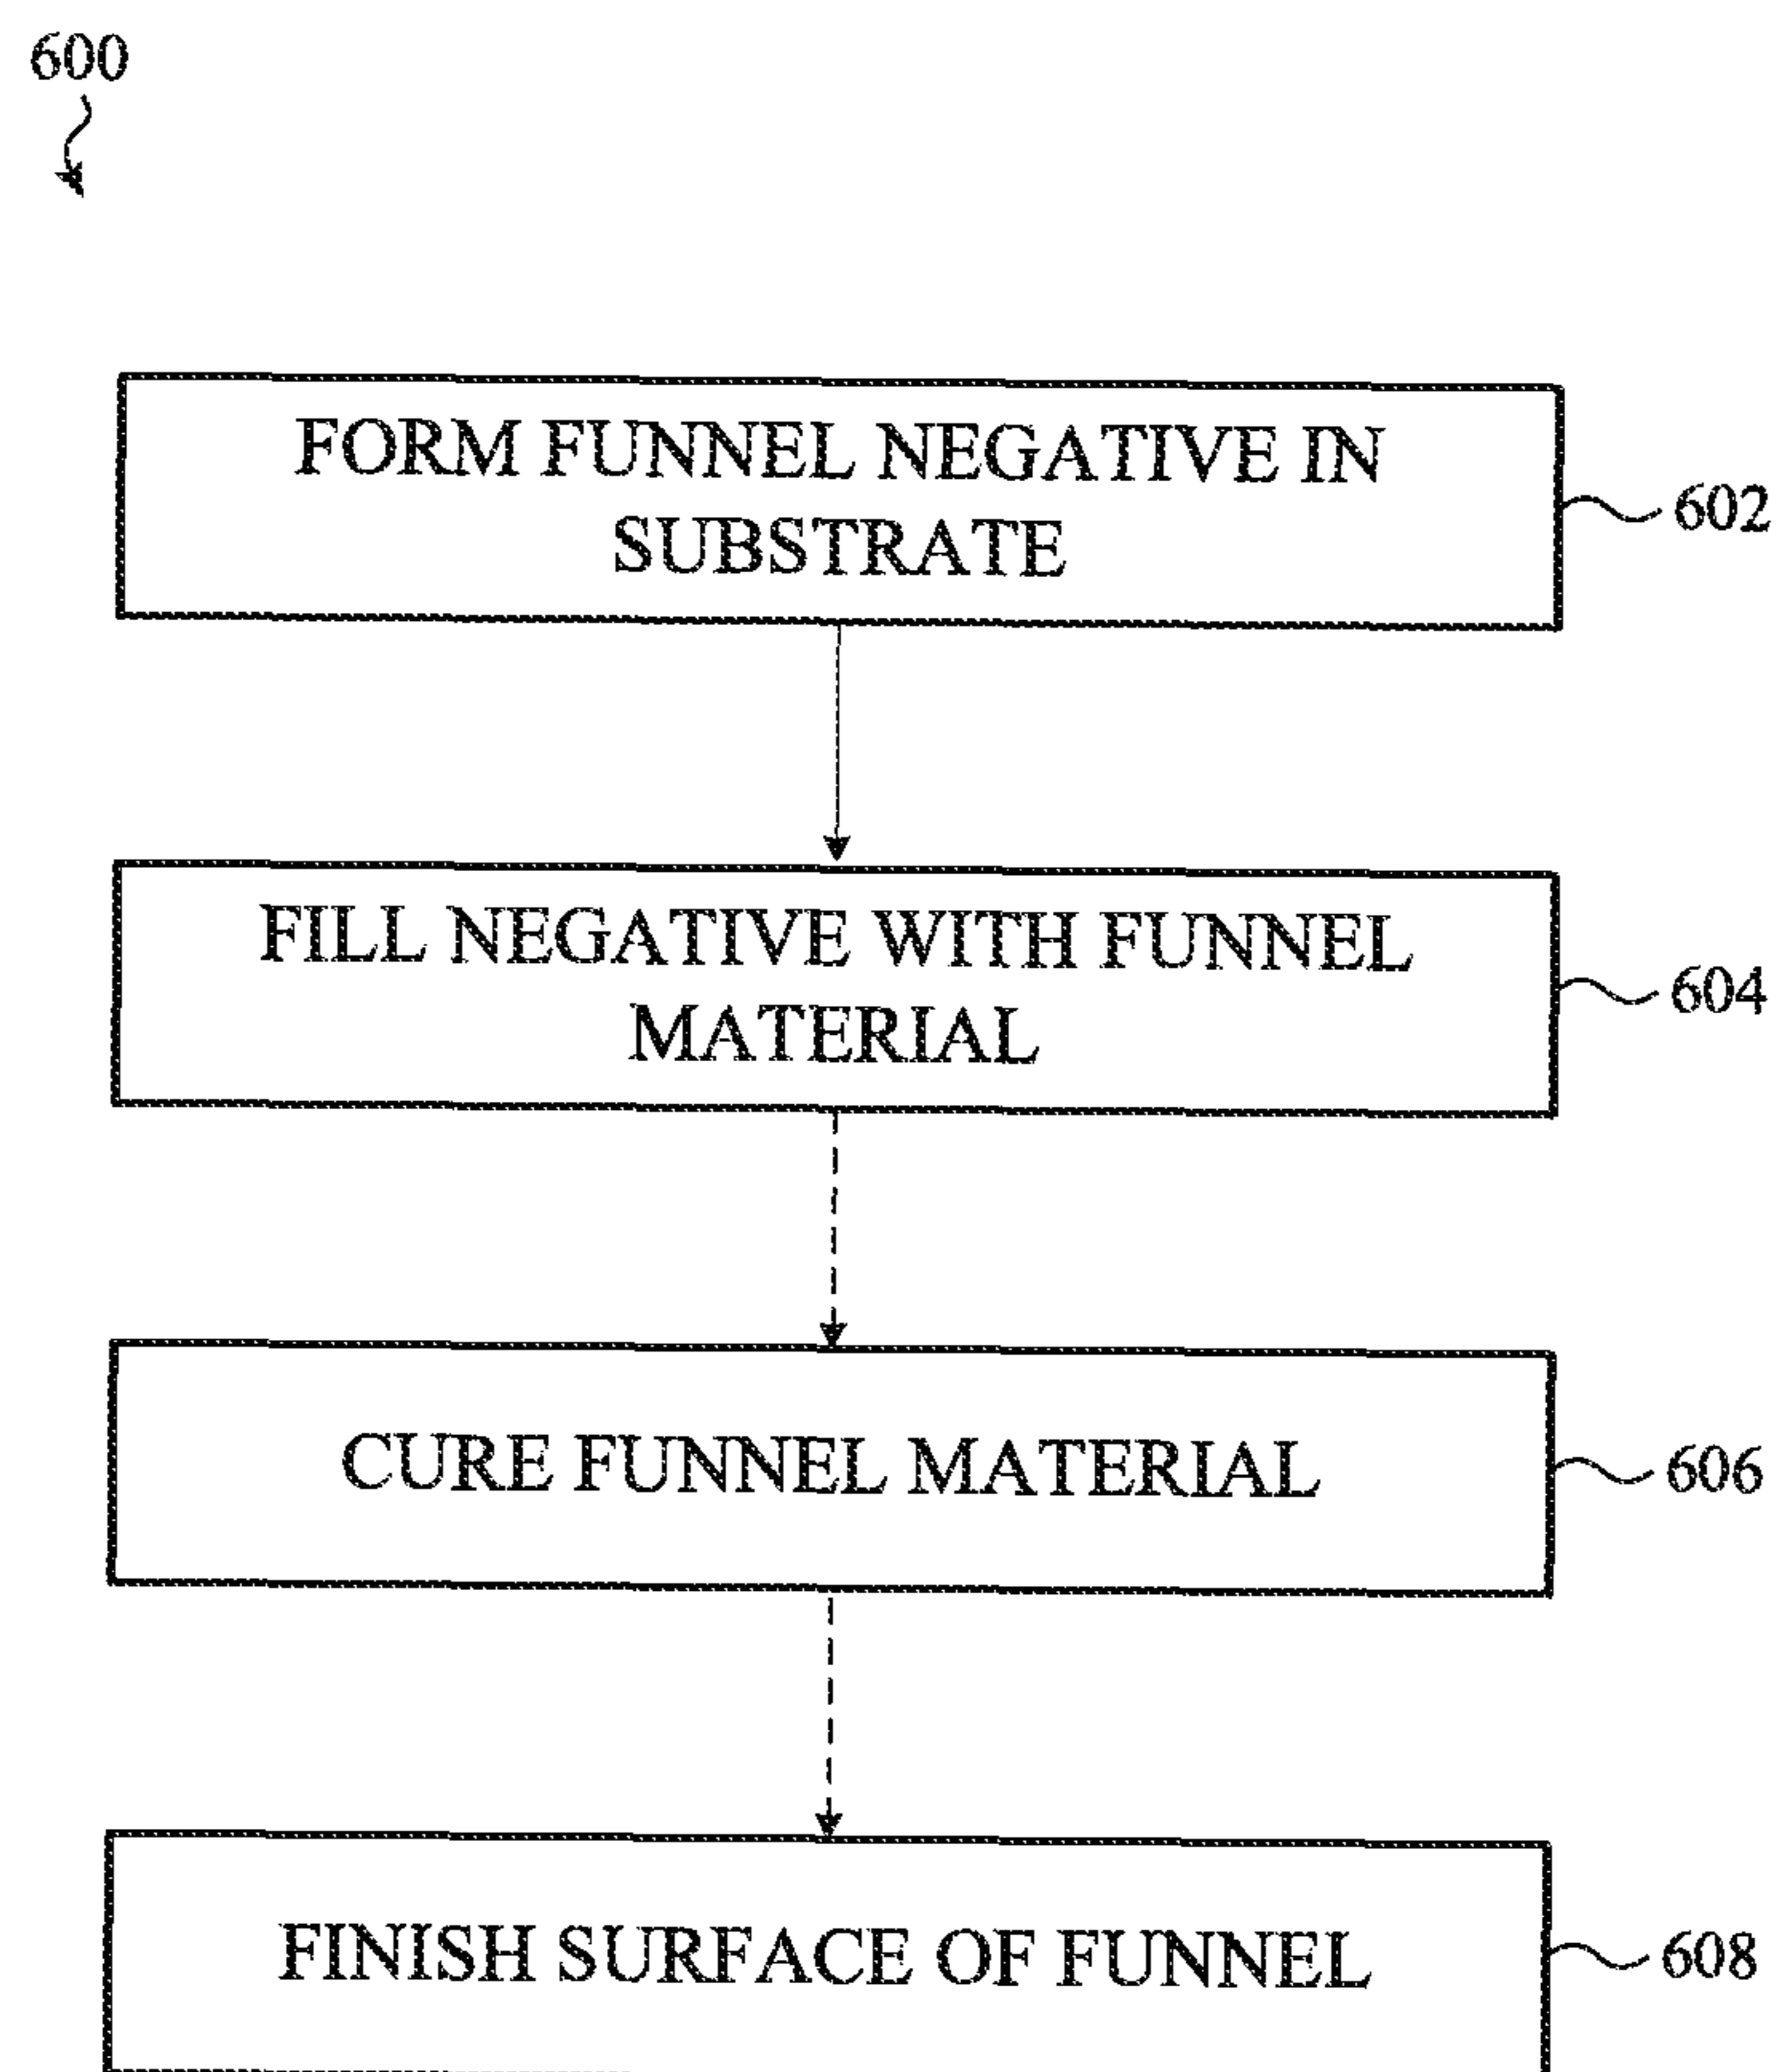 600
FORM FUNNEL NEGATIVE IN
SUBSTRATE
602
FILL NEGATIVE WITH FUNNEL
MATERIAL
604
CURE FUNNEL MATERIAL
606
FINISH SURFACE OF FUNNEL
608